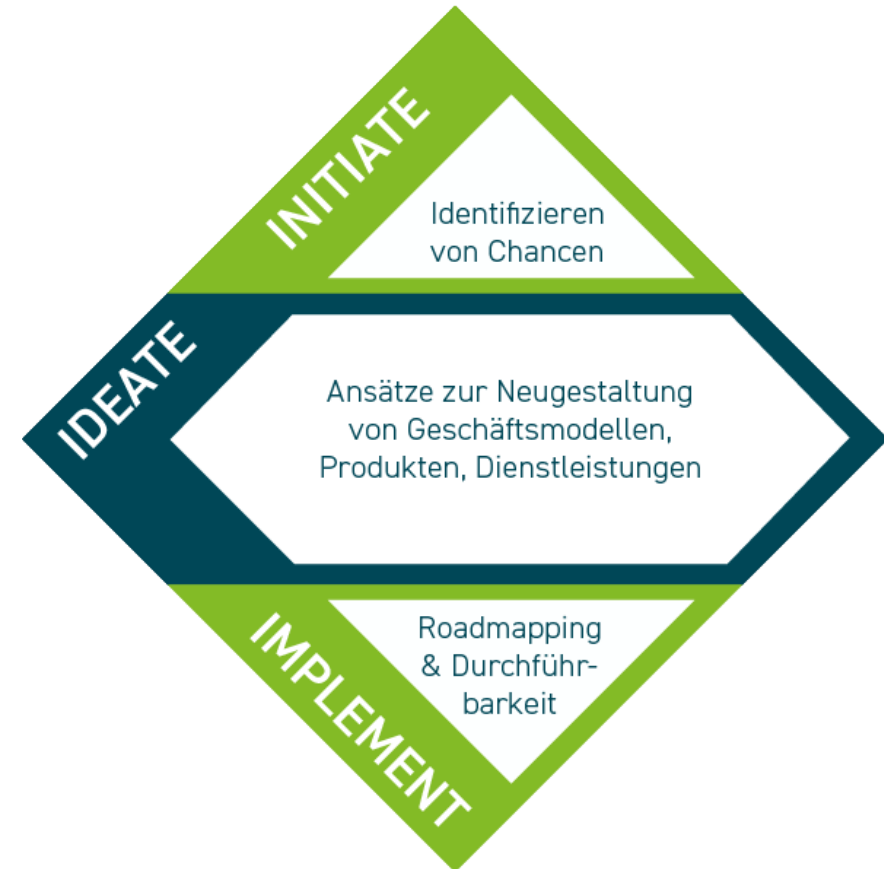 INITIATE
Identifizieren
von Chancen
IDEATE
Ansätze zur Neugestaltung
von Geschäftsmodellen,
Produkten, Dienstleistungen
IMPLEMENT
Roadmapping
& Durchführ-
barkeit